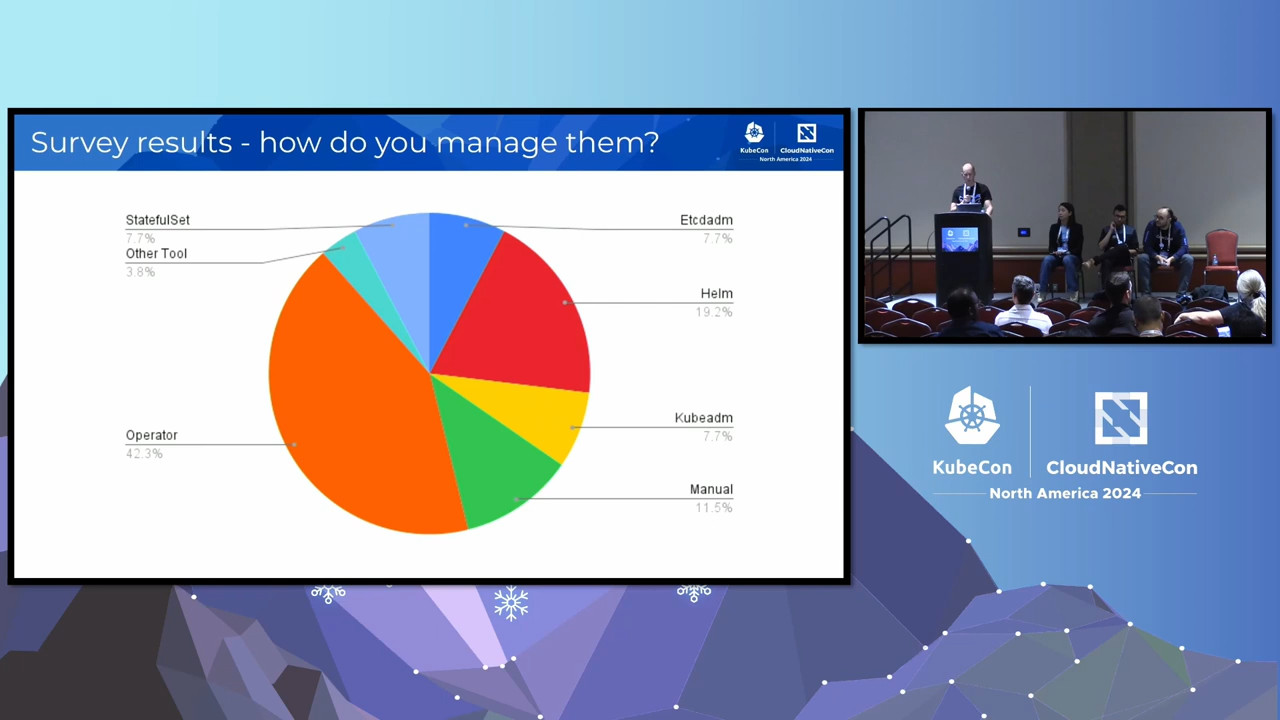 Survey results - how do you manage them?
KubeCon
CloudNativeCon
North America 2024
StatefulSet
7.7%
Other Tool
3.8%
Operator
42.3%
Etcdadm
7.7%
Helm
19.2%
Kubeadm
7.7%
Manual
11.5%
KubeCon
CloudNativeCon
North America 2024